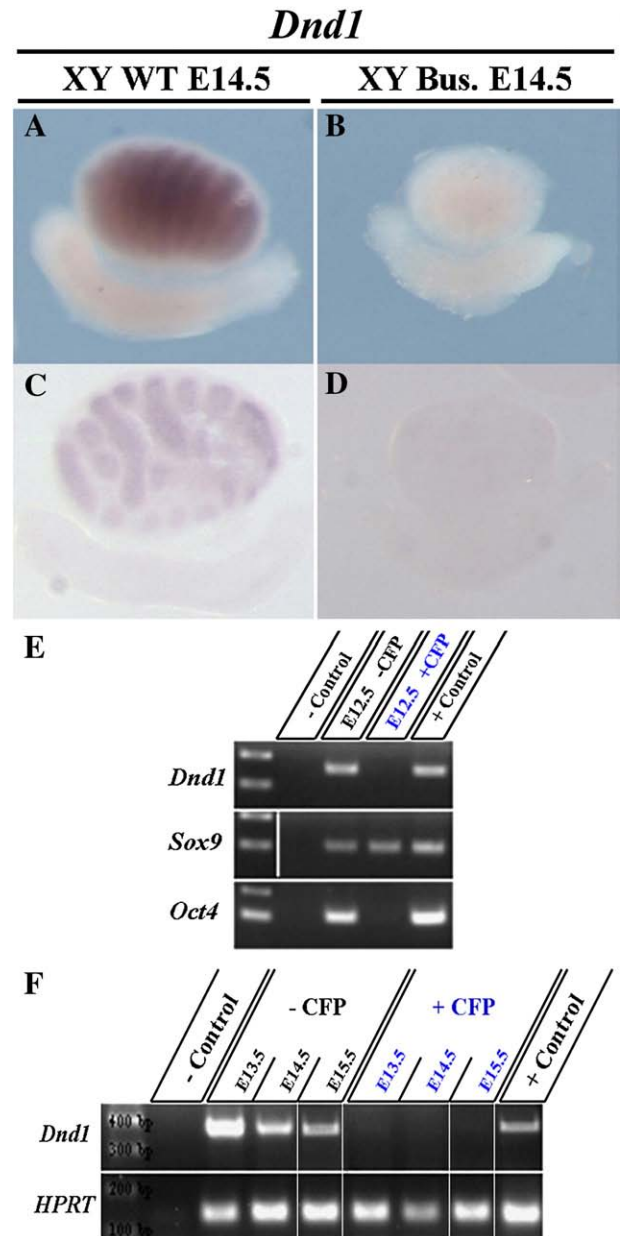 Dnd1
XY WT E14.5
XY Bus. E14.5
A
B
C
D
E
- Control
E12.5 -CFP
E12.5 +CFP
+ Control
Dnd1
Sox9
Oct4
F
- Control
- CFP
+ CFP
+ Control
E13.5
E14.5
E15.5
E13.5
E14.5
E15.5
Dnd1
400 bp
300 bp
HPRT
200 bp
100 bp